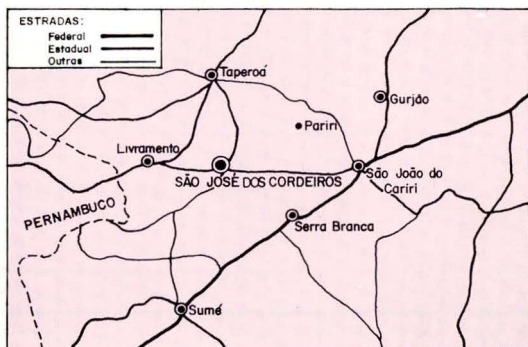 ESTRADAS:
Federal
Estadual
Outras
Taperoá
Gurjão
Pariri
Livramento
SÃO JOSÉ DOS CORDEIROS
São João do
Cariri
PERNAMBUCO
Serra Branca
Sumé